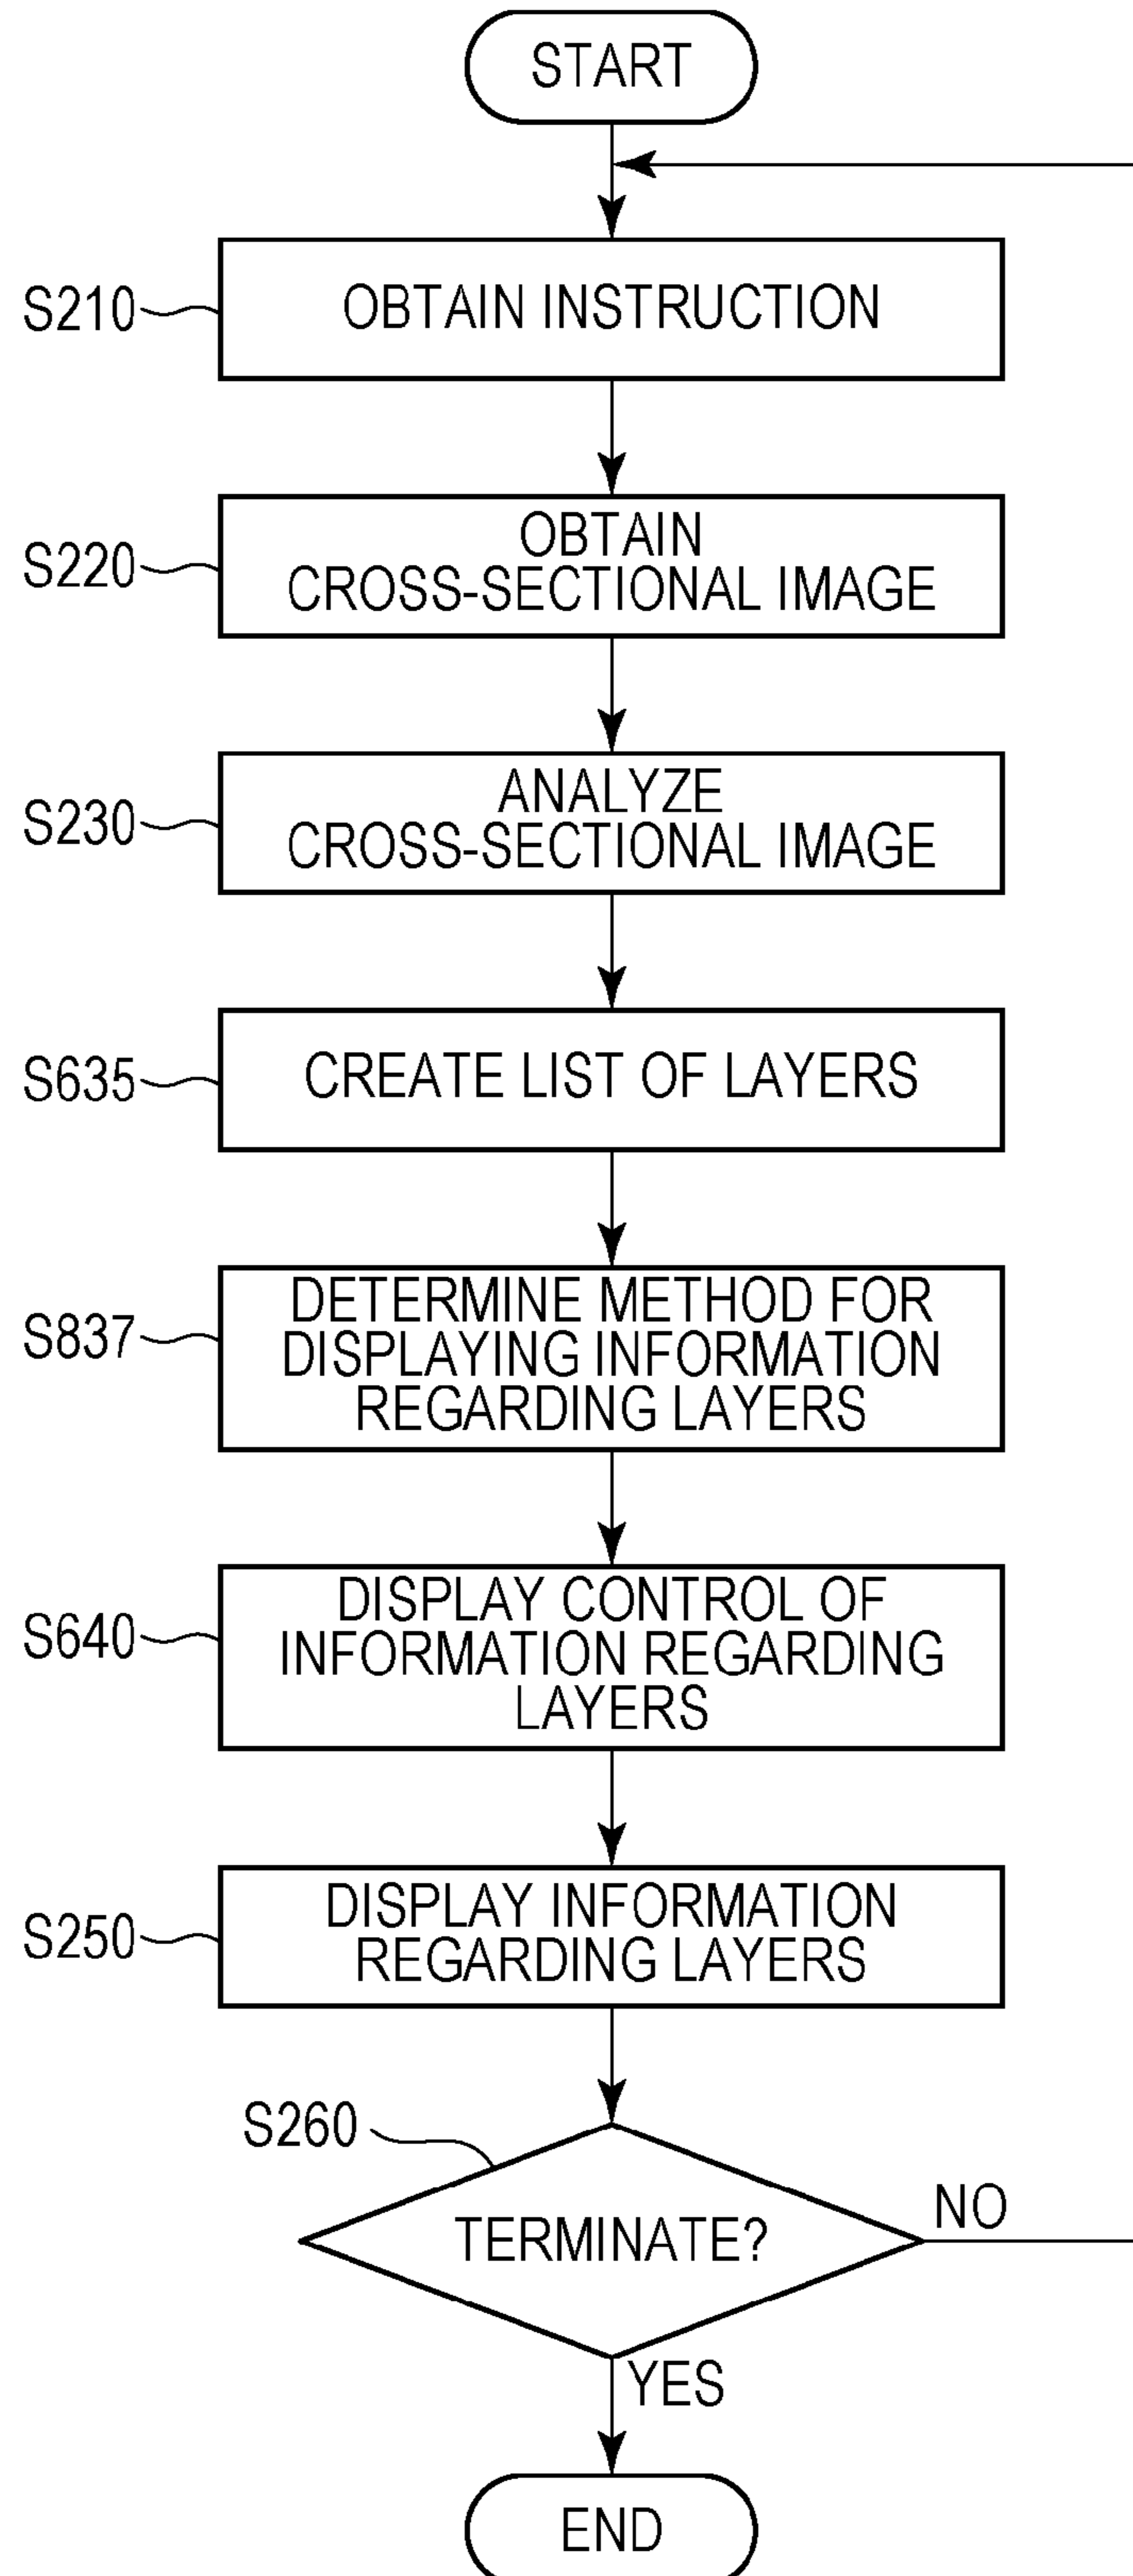 START
S210
OBTAIN INSTRUCTION
S220
OBTAIN
CROSS-SECTIONAL IMAGE
S230
ANALYZE
CROSS-SECTIONAL IMAGE
S635
CREATE LIST OF LAYERS
S837
DETERMINE METHOD FOR
DISPLAYING INFORMATION
REGARDING LAYERS
S640
DISPLAY CONTROL OF
INFORMATION REGARDING
LAYERS
S250
DISPLAY INFORMATION
REGARDING LAYERS
S260
TERMINATE?
NO
YES
END